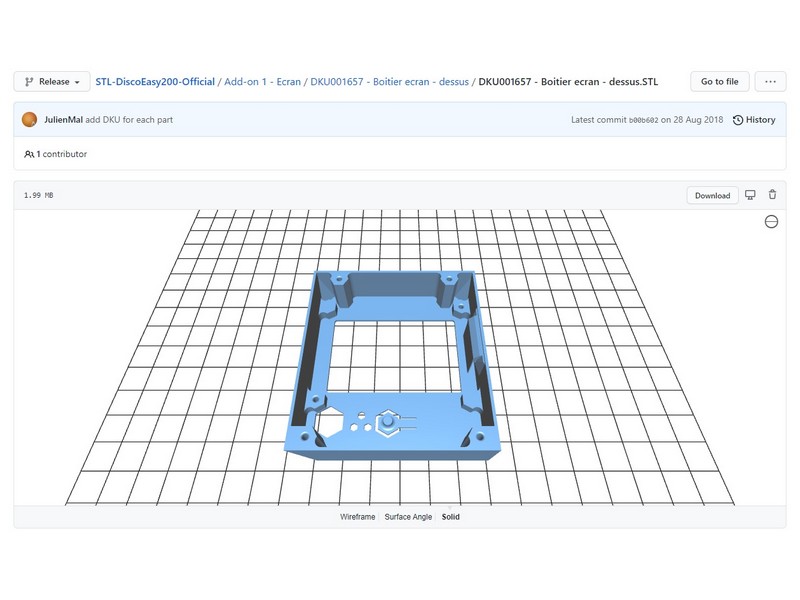 Release STL-DiscoEasy200-Official / Add-on 1 - Ecran / DKU001657 - Boitier ecran - dessus / DKU001657 - Boitier ecran - dessus.STL Go to file ...
JulienMal add DKU for each part Latest commit b00b602 on 28 Aug 2018 History
1 contributor
1.99 MB Download
Wireframe Surface Angle Solid